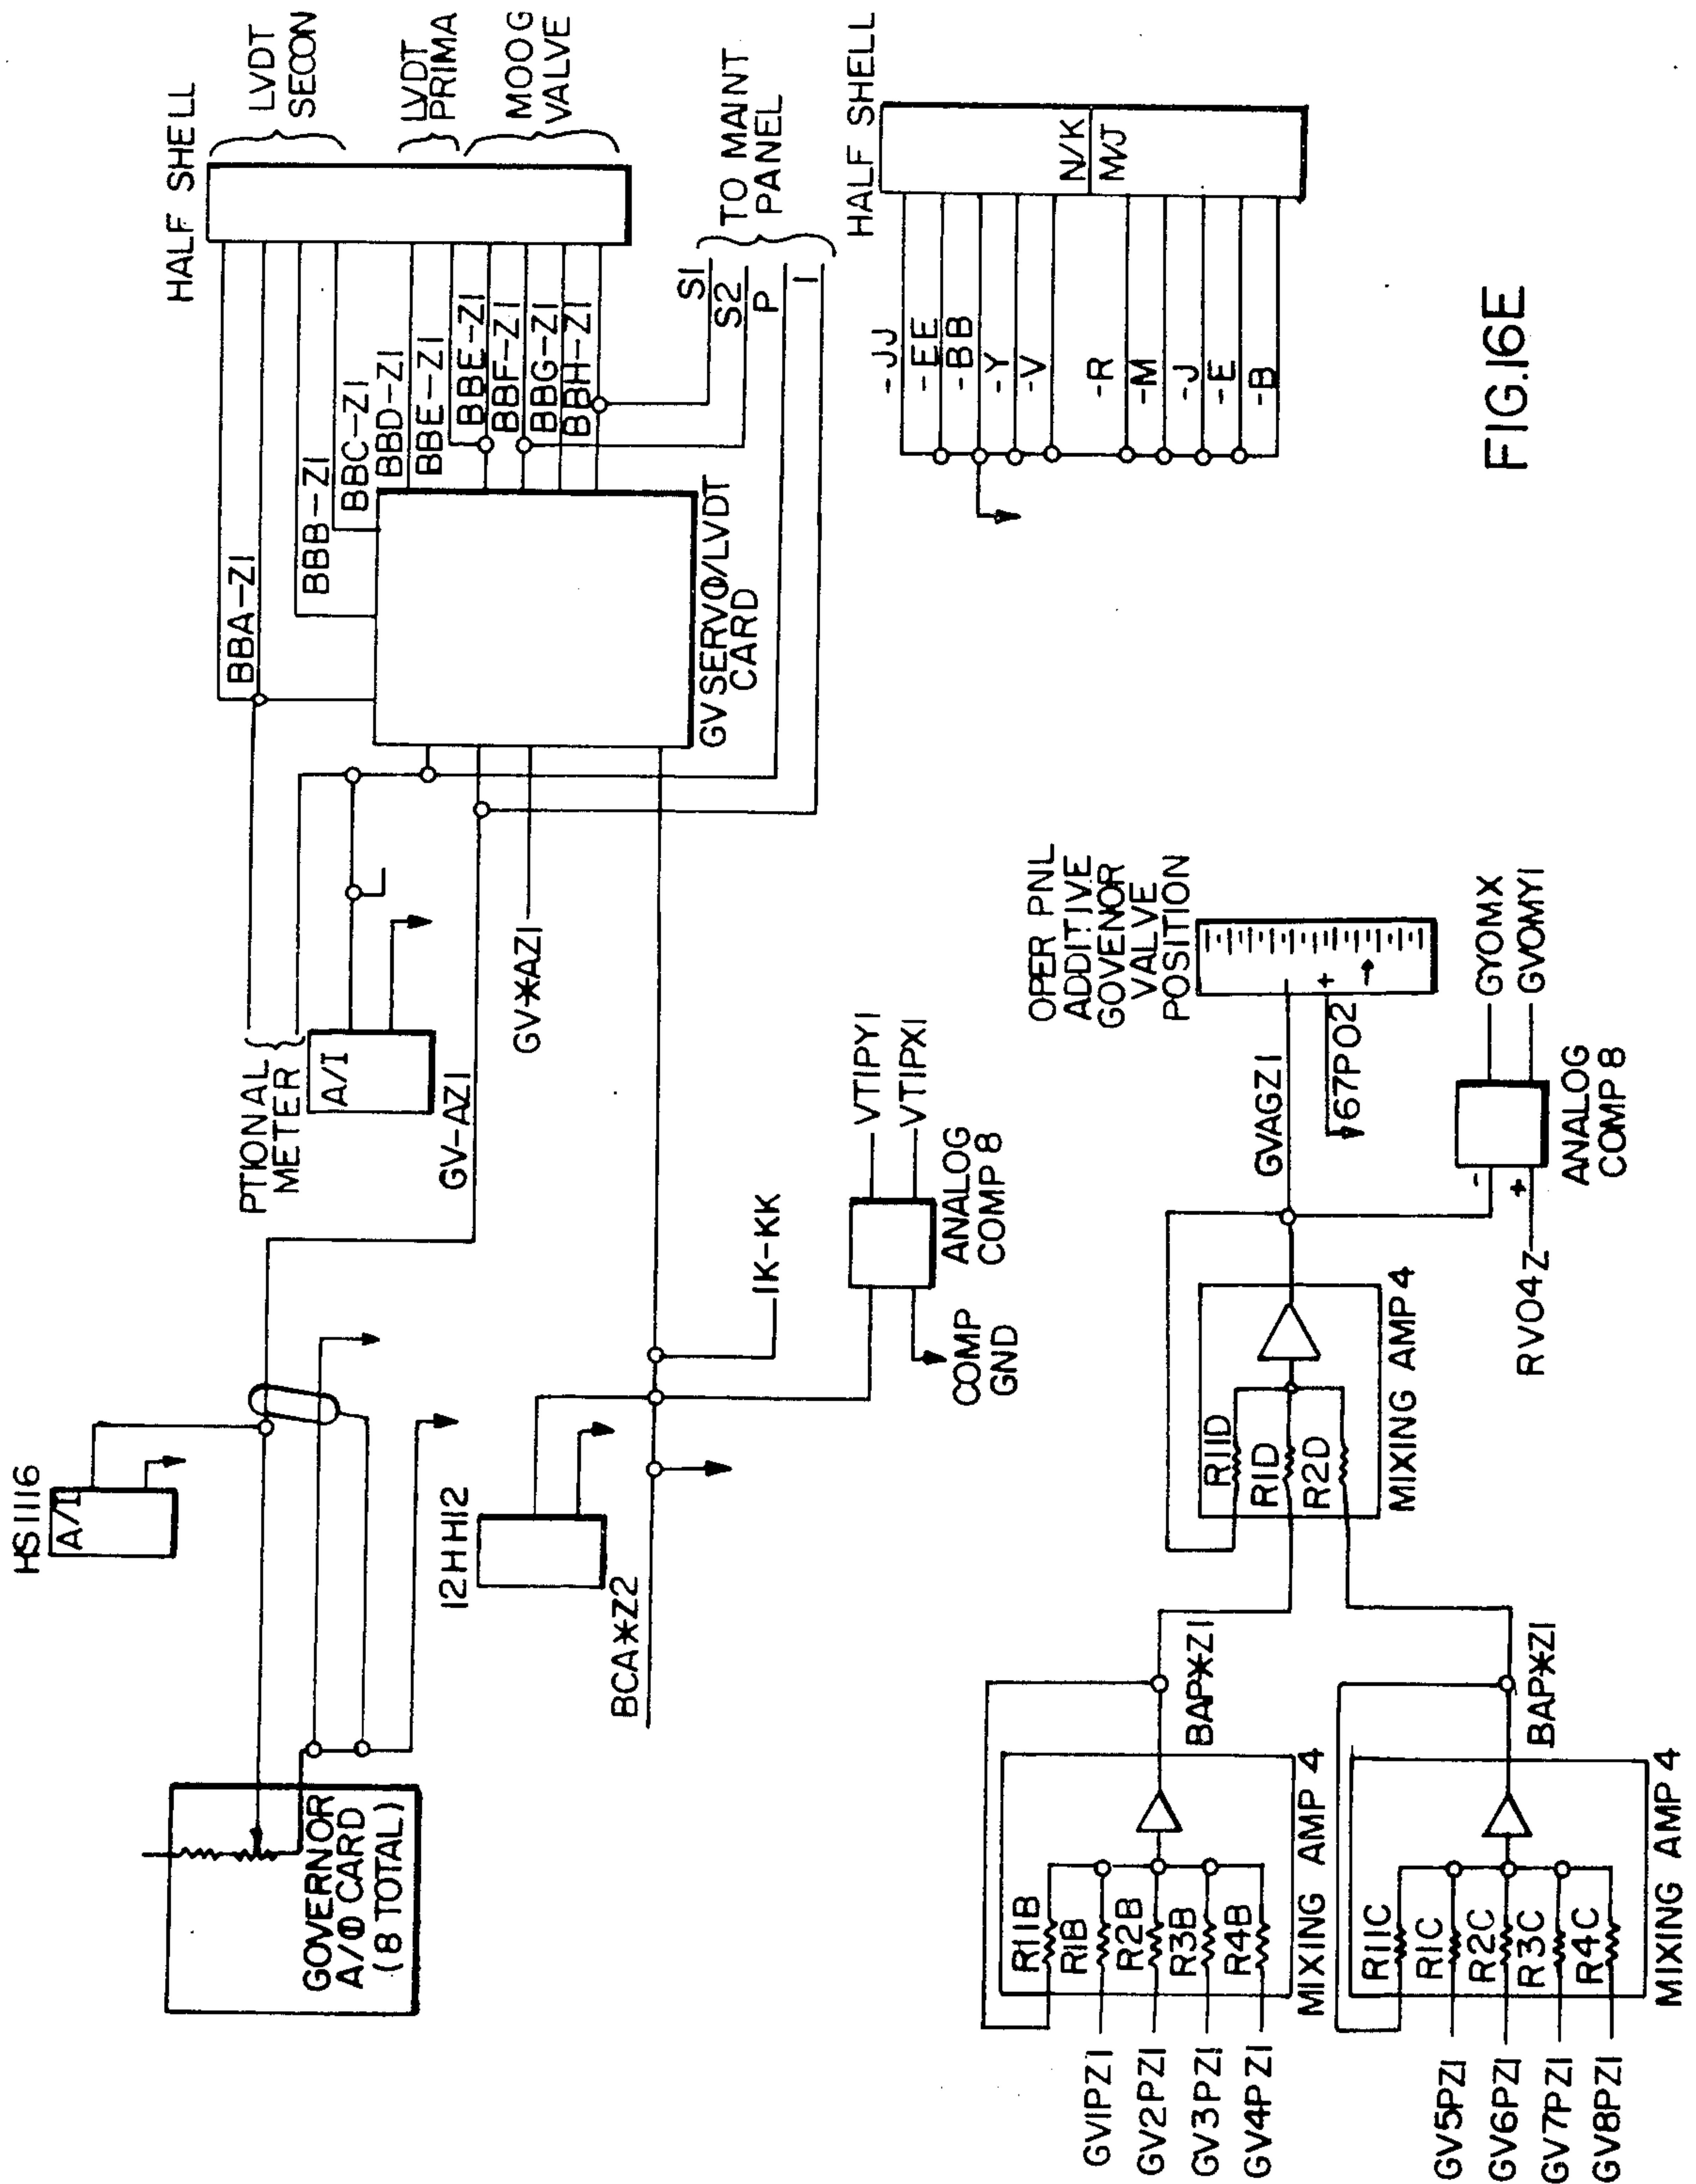 HALF SHELL
LVDT
SECON
LVDT
PRIMA
MOOG
VALVE
BBA-Z1
BBB-Z1
BBC-Z1
BBD-Z1
BBE-Z1
BBE-Z1
BBF-Z1
BBG-Z1
BBH-Z1
S1
S2
P
I
TO MAINT
PANEL
GV SERVO/LVDT
CARD
PTIONAL
METER
A/I
GV-AZ1
GV*AZ1
HS1116
A/I
GOVERNOR
A/O CARD
(8 TOTAL)
12HH12
BCA*Z2
1K-KK
VTIPY1
VTIPX1
ANALOG
COMP 8
COMP
GND
HALF SHELL
-JJ
-EE
-BB
-Y
-V
N/K
M/J
-R
-M
-J
-E
-B
OPER PNL
ADDITIVE
GOVENOR
VALVE
POSITION
-
+
GVAGZ1
67P02
GYOMX
GVOMY1
ANALOG
COMP 8
-
+
RV04Z
R11D
R1D
R2D
MIXING AMP 4
BAP*Z1
R11B
R1B
R2B
R3B
R4B
MIXING AMP 4
GV1PZ1
GV2PZ1
GV3PZ1
GV4PZ1
BAP*Z1
R11C
R1C
R2C
R3C
R4C
MIXING AMP 4
GV5PZ1
GV6PZ1
GV7PZ1
GV8PZ1
FIG.16E